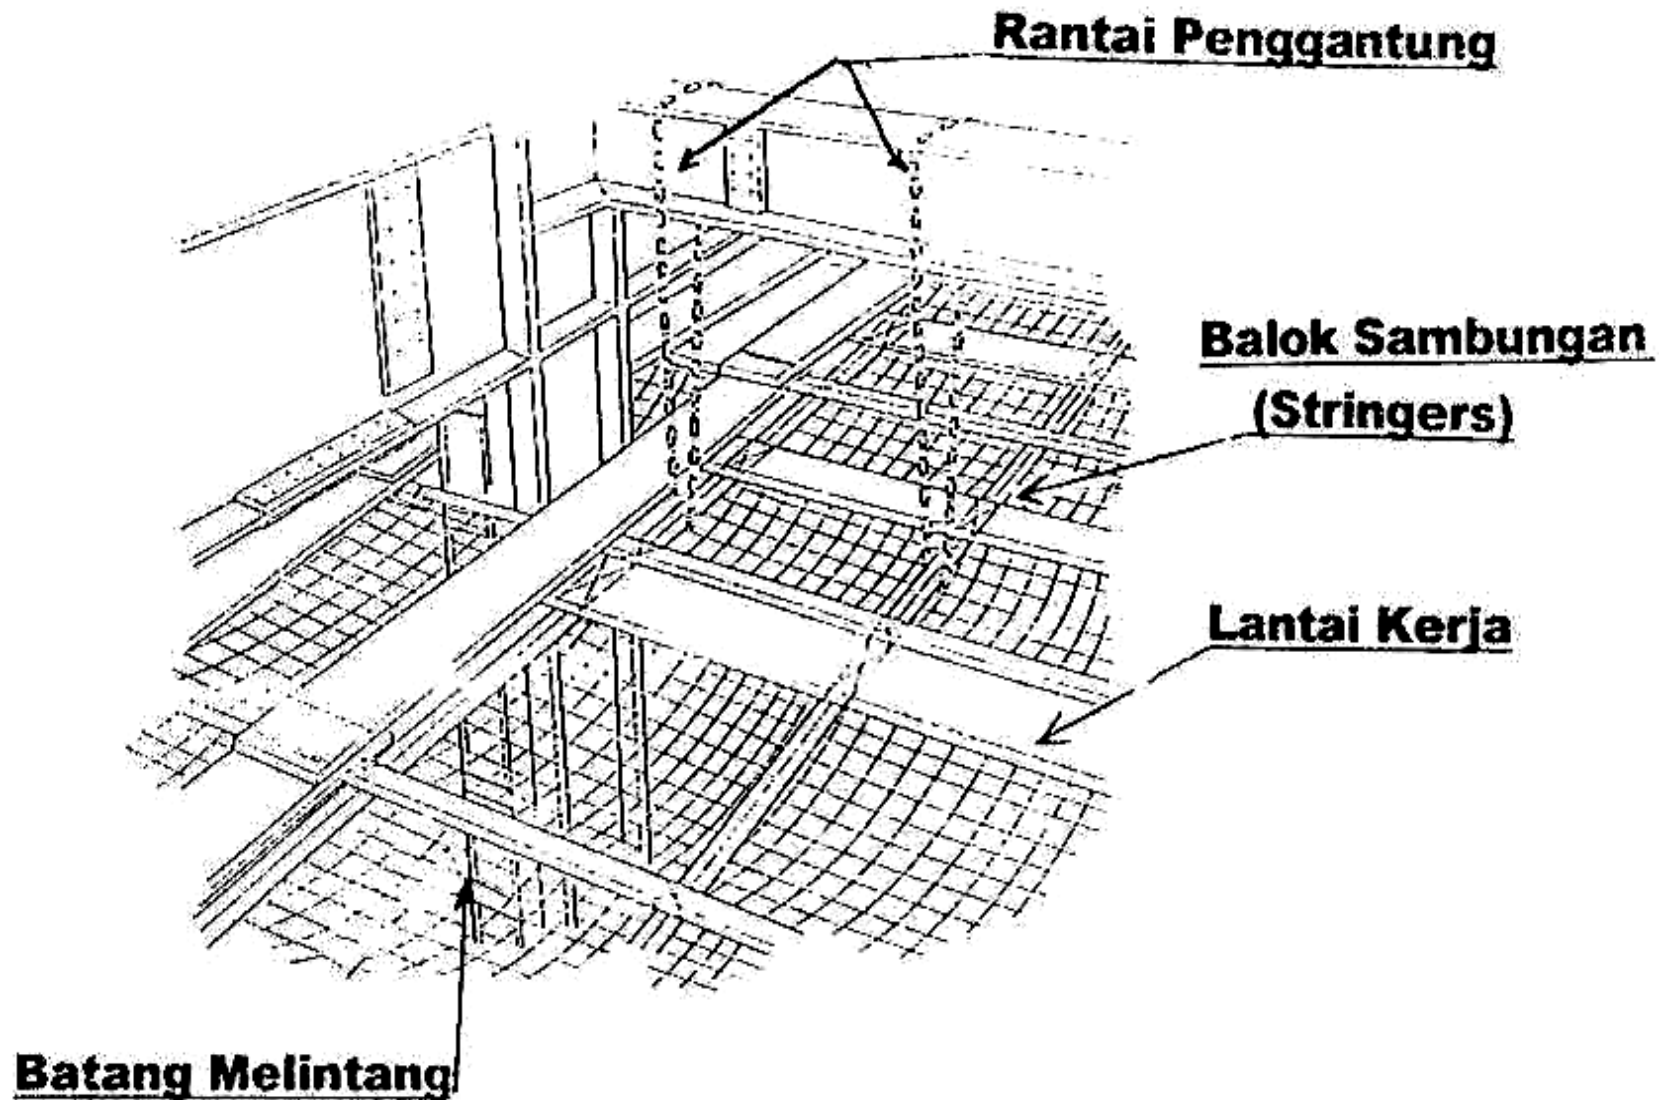 Rantai Penggantung
Balok Sambungan
(Stringers)
Lantai Kerja
Batang Melintang